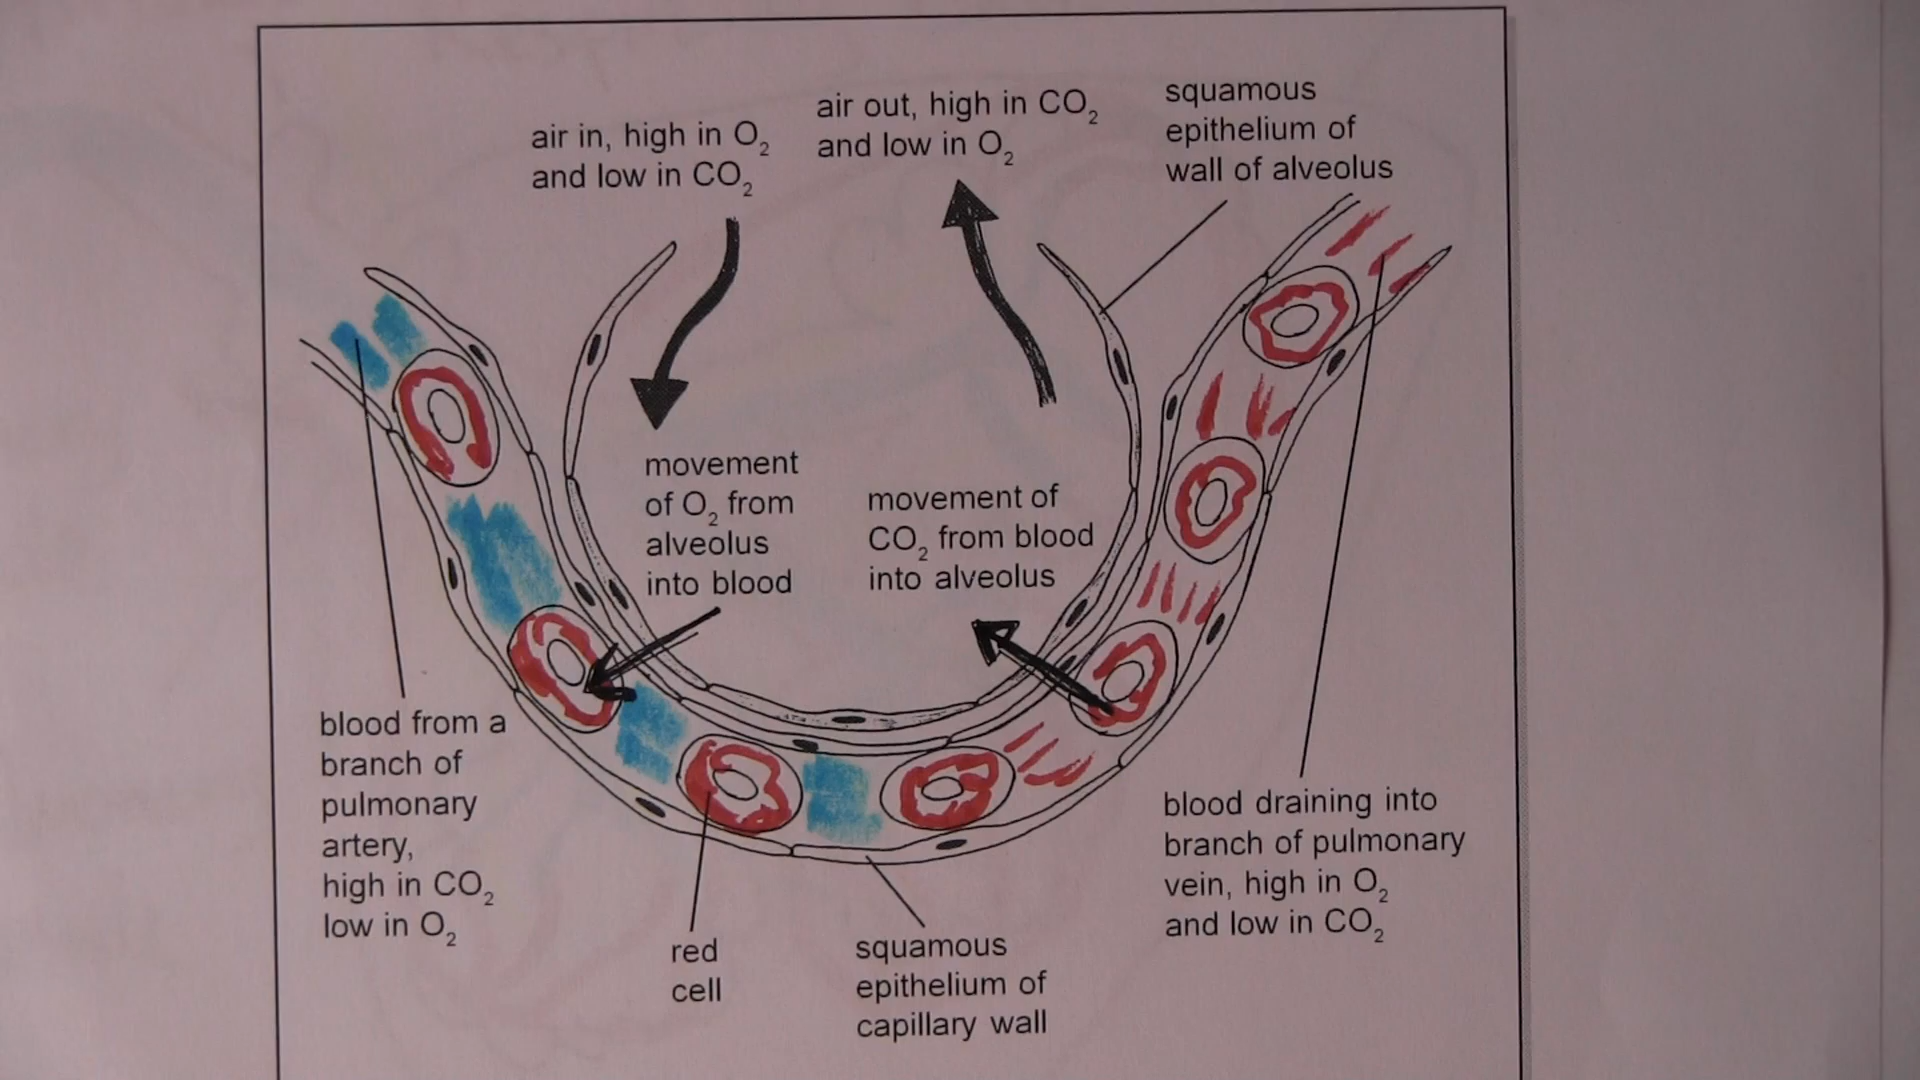 air in, high in O₂
and low in CO₂
air out, high in CO₂
and low in O₂
squamous
epithelium of
wall of alveolus
movement
of O₂ from
alveolus
into blood
movement of
CO₂ from blood
into alveolus
blood from a
branch of
pulmonary
artery,
high in CO₂
low in O₂
red
cell
squamous
epithelium of
capillary wall
blood draining into
branch of pulmonary
vein, high in O₂
and low in CO₂